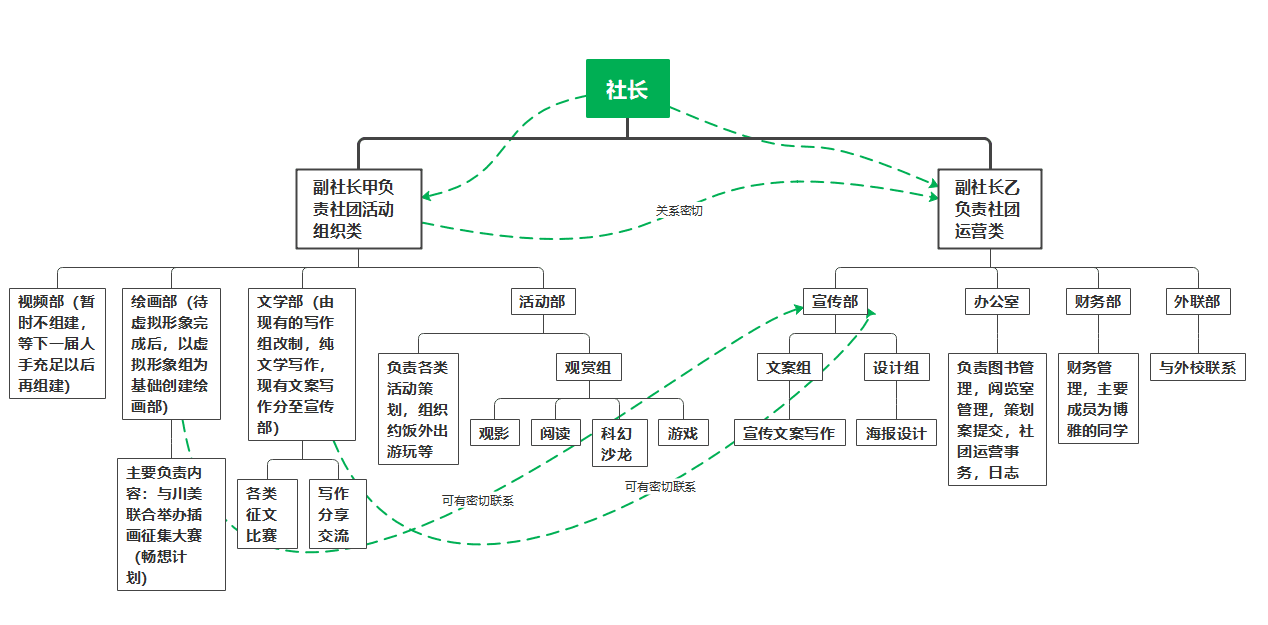 社长
副社长甲负
责社团活动
组织类
副社长乙
负责社团
运营类
关系密切
视频部（暂
时不组建，
等下一届人
手充足以后
再组建）
绘画部（待
虚拟形象完
成后，以虚
拟形象组为
基础创建绘
画部）
文学部（由
现有的写作
组改制，纯
文学写作，
现有文案写
作分至宣传
部）
活动部
宣传部
办公室
财务部
外联部
负责各类
活动策
划，组织
约饭外出
游玩等
观赏组
文案组
设计组
负责图书管
理，阅览室
管理，策划
案提交，社
团运营事
务，日志
财务管
理，主要
成员为博
雅的同学
与外校联系
观影
阅读
科幻
沙龙
游戏
宣传文案写作
海报设计
主要负责内
容：与川美
联合举办插
画征集大赛
（畅想计
划）
各类
征文
比赛
写作
分享
交流
可有密切联系
可有密切联系